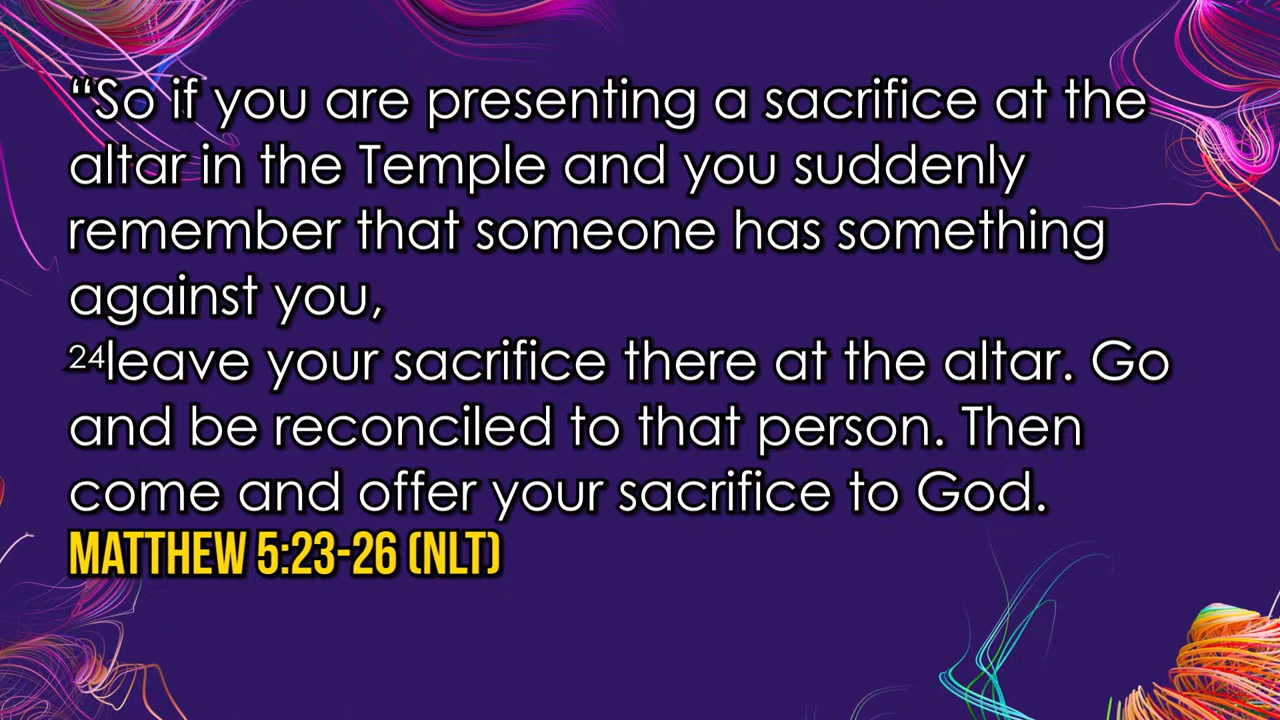 “So if you are presenting a sacrifice at the
altar in the Temple and you suddenly
remember that someone has something
against you,
24leave your sacrifice there at the altar. Go
and be reconciled to that person. Then
come and offer your sacrifice to God.
MATTHEW 5:23-26 (NLT)